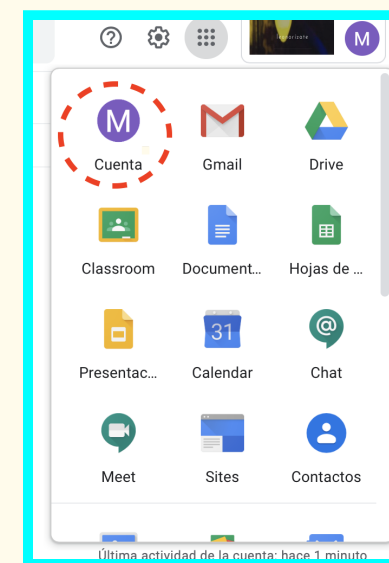 M
M
Cuenta
Gmail
Drive
Classroom
Document...
Hojas de ...
31
@
Presentac...
Calendar
Chat
Meet
Sites
Contactos
Última actividad de la cuenta: hace 1 minuto